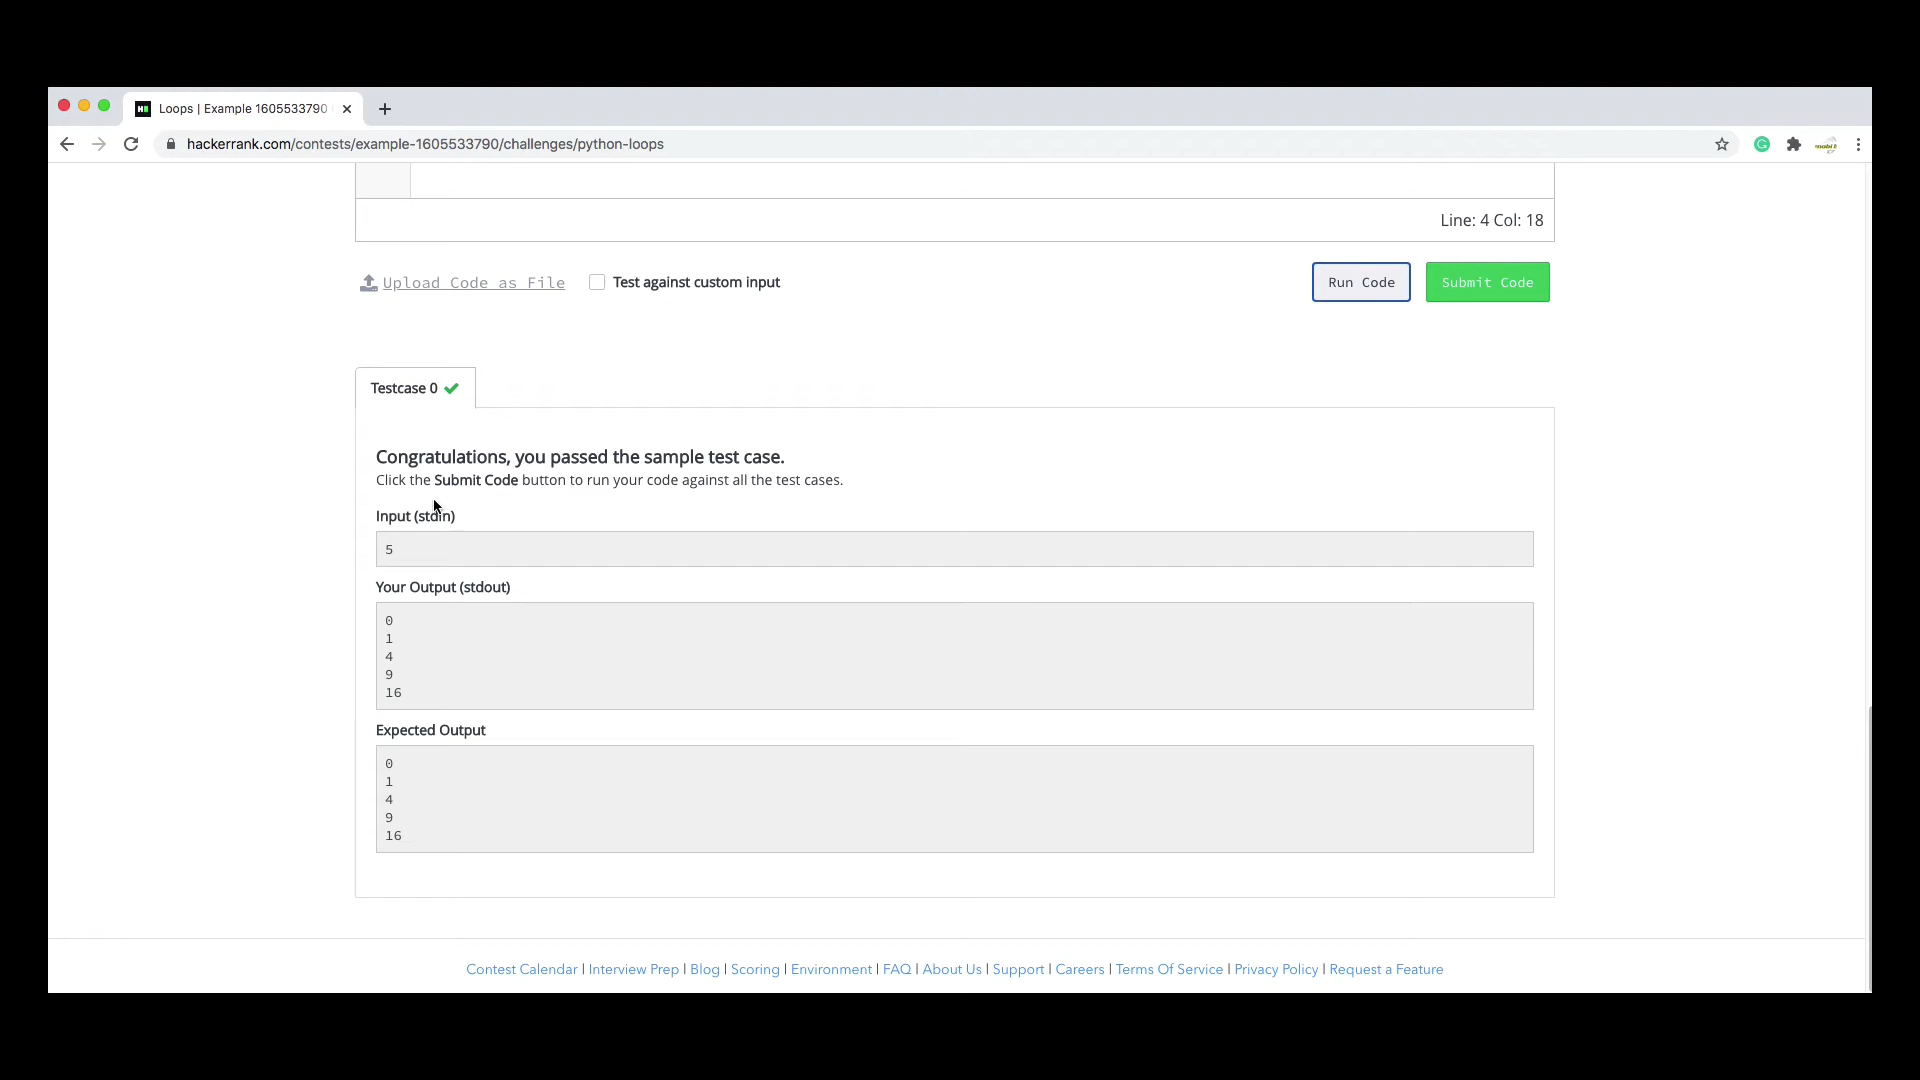 Loops | Example 1605533790
hackerrank.com/contests/example-1605533790/challenges/python-loops
Line: 4 Col: 18
Upload Code as File
Test against custom input
Run Code
Submit Code
Testcase 0
Congratulations, you passed the sample test case.
Click the Submit Code button to run your code against all the test cases.
Input (stdin)
5
Your Output (stdout)
0
1
4
9
16
Expected Output
0
1
4
9
16
Contest Calendar | Interview Prep | Blog | Scoring | Environment | FAQ | About Us | Support | Careers | Terms Of Service | Privacy Policy | Request a Feature